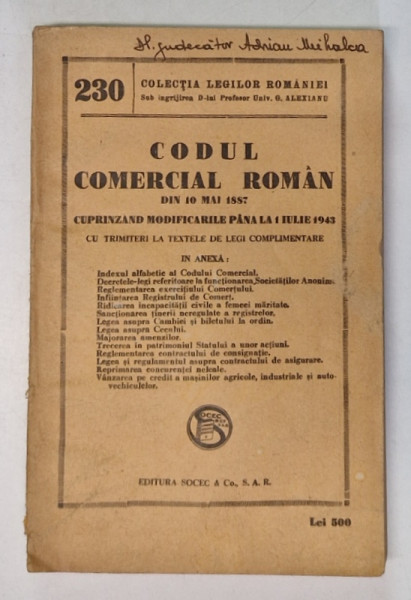 Dl. judecător Adrian Mihalca
230
COLECȚIA LEGILOR ROMÂNIEI
Sub îngrijirea D-lui Profesor Univ. G. ALEXIANU
CODUL
COMERCIAL ROMÂN
DIN 10 MAI 1887
CUPRINZAND MODIFICARILE PÂNA LA 1 IULIE 1943
CU TRIMITERI LA TEXTELE DE LEGI COMPLIMENTARE
IN ANEXĂ :
Indexul alfabetic al Codului Comercial.
Decretele-legi referitoare la funcționarea Societăților Anonime.
Reglementarea exercițiului Comerțului.
Înființarea Registrului de Comerț.
Ridicarea incapacității civile a femeei măritate.
Sancționarea ținerii neregulate a registrelor.
Legea asupra Cambiei și biletului la ordin.
Legea asupra Cecului.
Majorarea amenzilor.
Trecerea în patrimoniul Statului a unor acțiuni.
Reglementarea contractului de consignație.
Legea și regulamentul asupra contractului de asigurare.
Reprimarea concurenței neloale.
Vânzarea pe credit a mașinilor agricole, industriale și auto-
vechiculelor.
SOCEC
EDITURA SOCEC & Co., S. A. R.
Lei 500